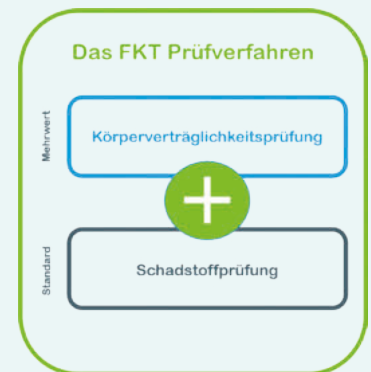 Das FKT Prüfverfahren
Mehrwert
Körperverträglichkeitsprüfung
+
Standard
Schadstoffprüfung